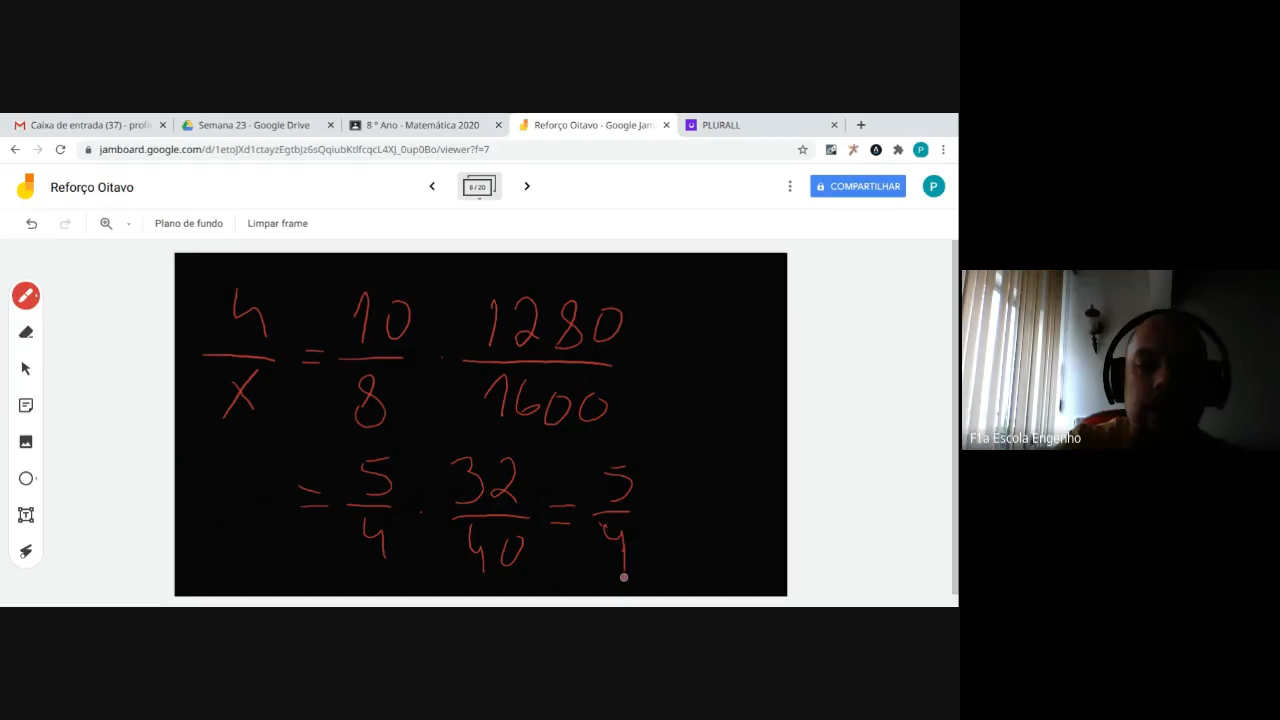 Caixa de entrada (37) - profi
Semana 23 - Google Drive
8 º Ano - Matemática 2020
Reforço Oitavo - Google Jam
PLURALL
jamboard.google.com/d/1etoJXd1ctayzEgtbJz6sQqiubKtlfcqcL4XJ_0up0Bo/viewer?f=7
Reforço Oitavo
8 / 20
COMPARTILHAR
P
P
Plano de fundo
Limpar frame
4/x = 10/8 · 1280/1600
= 5/4 · 32/40 = 5/4
F1a Escola Engenho